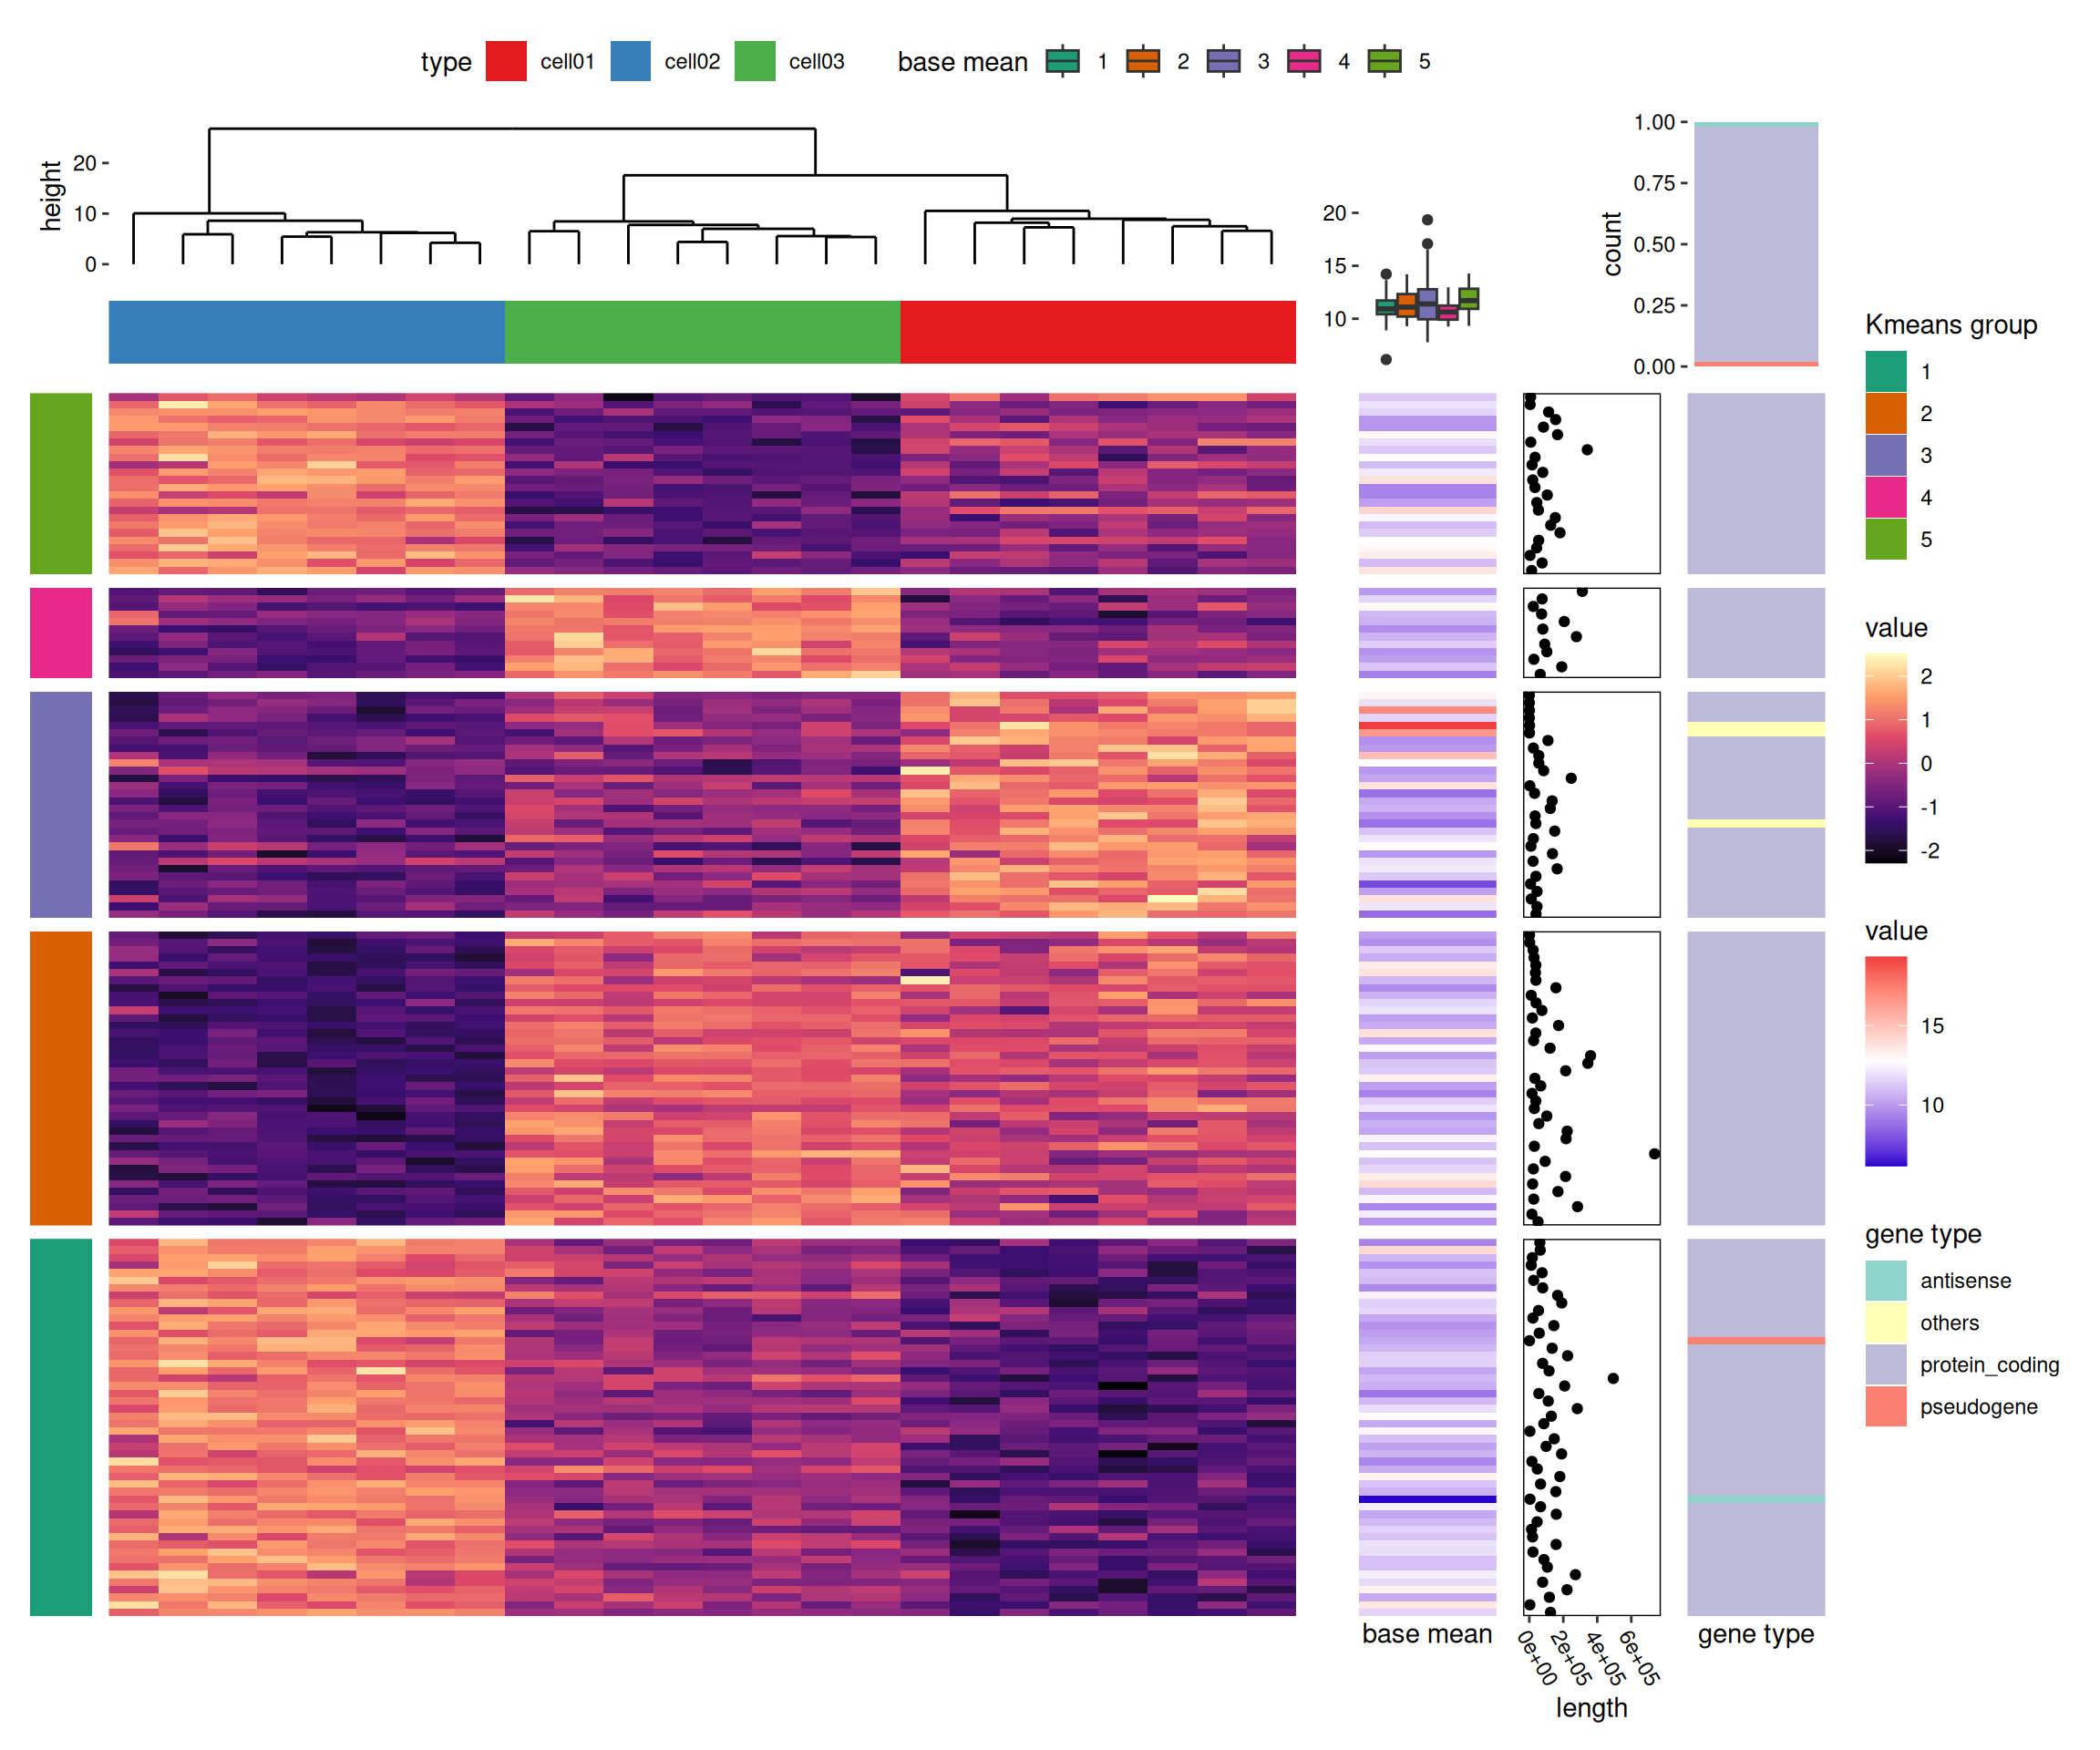 type cell01 cell02 cell03 base mean 1 2 3 4 5
height
20
10
0
20
15
10
count
1.00
0.75
0.50
0.25
0.00
Kmeans group
1
2
3
4
5
value
2
1
0
-1
-2
value
15
10
gene type
antisense
others
protein_coding
pseudogene
base mean
0e+00 2e+05 4e+05 6e+05
length
gene type